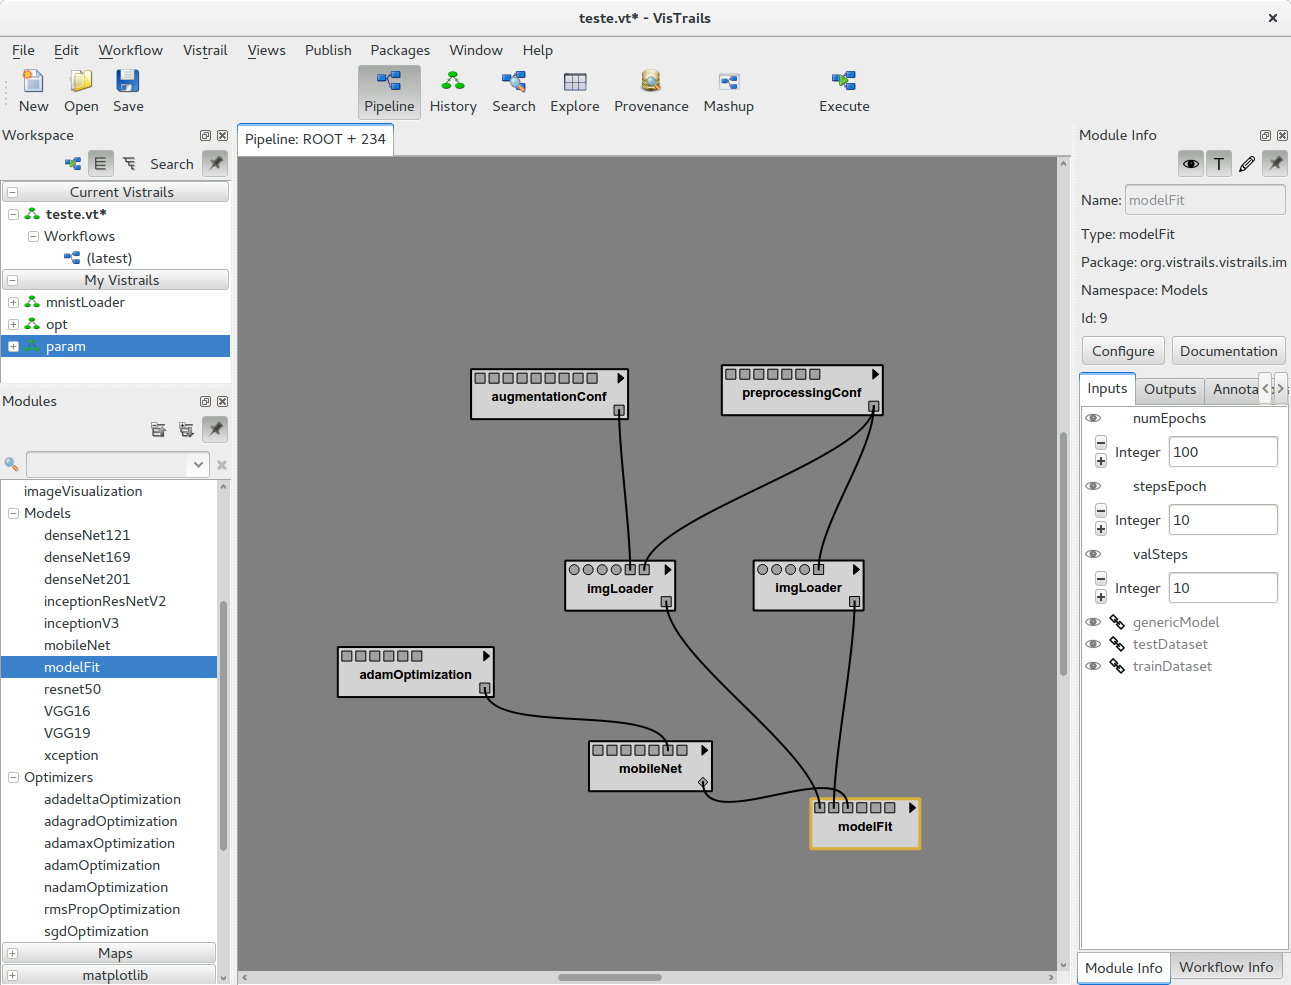 teste.vt* - VisTrails
File Edit Workflow Vistrail Views Publish Packages Window Help
New Open Save Pipeline History Search Explore Provenance Mashup Execute
Workspace
Search
Current Vistrails
teste.vt*
Workflows
(latest)
My Vistrails
mnistLoader
opt
param
Modules
imageVisualization
Models
denseNet121
denseNet169
denseNet201
inceptionResNetV2
inceptionV3
mobileNet
modelFit
resnet50
VGG16
VGG19
xception
Optimizers
adadeltaOptimization
adagradOptimization
adamaxOptimization
adamOptimization
nadamOptimization
rmsPropOptimization
sgdOptimization
Maps
matplotlib
Pipeline: ROOT + 234
augmentationConf
preprocessingConf
imgLoader
imgLoader
adamOptimization
mobileNet
modelFit
Module Info
T
Name: modelFit
Type: modelFit
Package: org.vistrails.vistrails.im
Namespace: Models
Id: 9
Configure Documentation
Inputs Outputs Annota
numEpochs
Integer 100
stepsEpoch
Integer 10
valSteps
Integer 10
genericModel
testDataset
trainDataset
Module Info Workflow Info